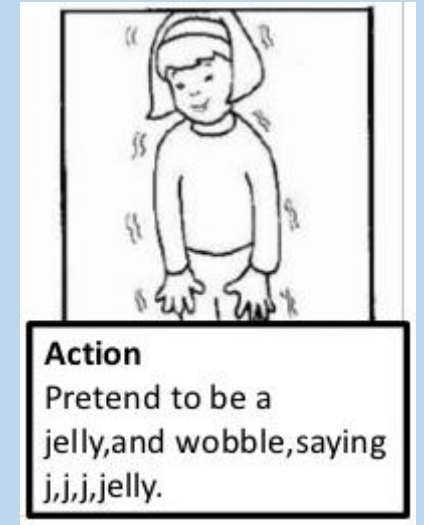 Action
Pretend to be a
jelly,and wobble,saying
j,j,j,jelly.